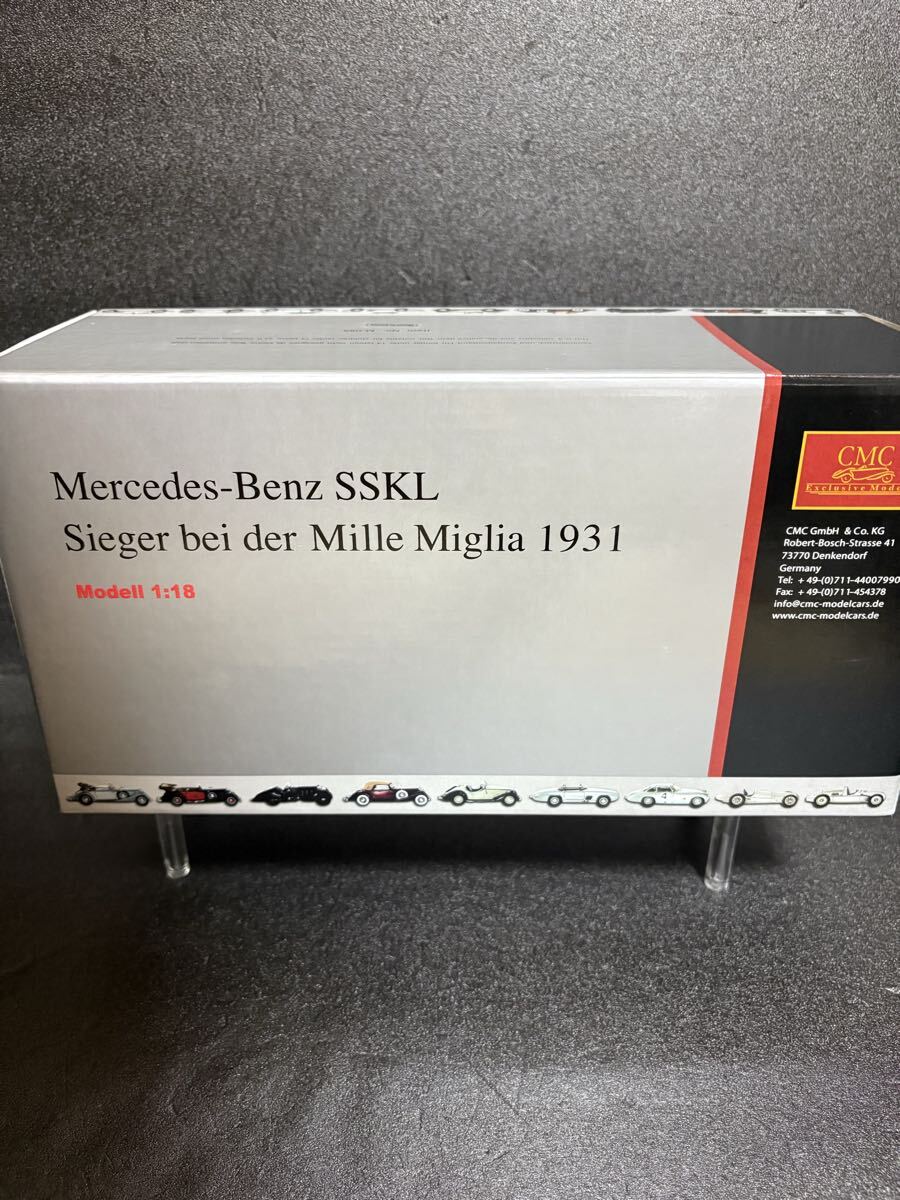 Mercedes-Benz SSKL
Sieger bei der Mille Miglia 1931
Modell 1:18
CMC
Exclusive Mode
CMC GmbH & Co. KG
Robert-Bosch-Strasse 41
73770 Denkendorf
Germany
Tel: + 49-(0)711-44007990
Fax: + 49-(0)711-454378
info@cmc-modelcars.de
www.cmc-modelcars.de